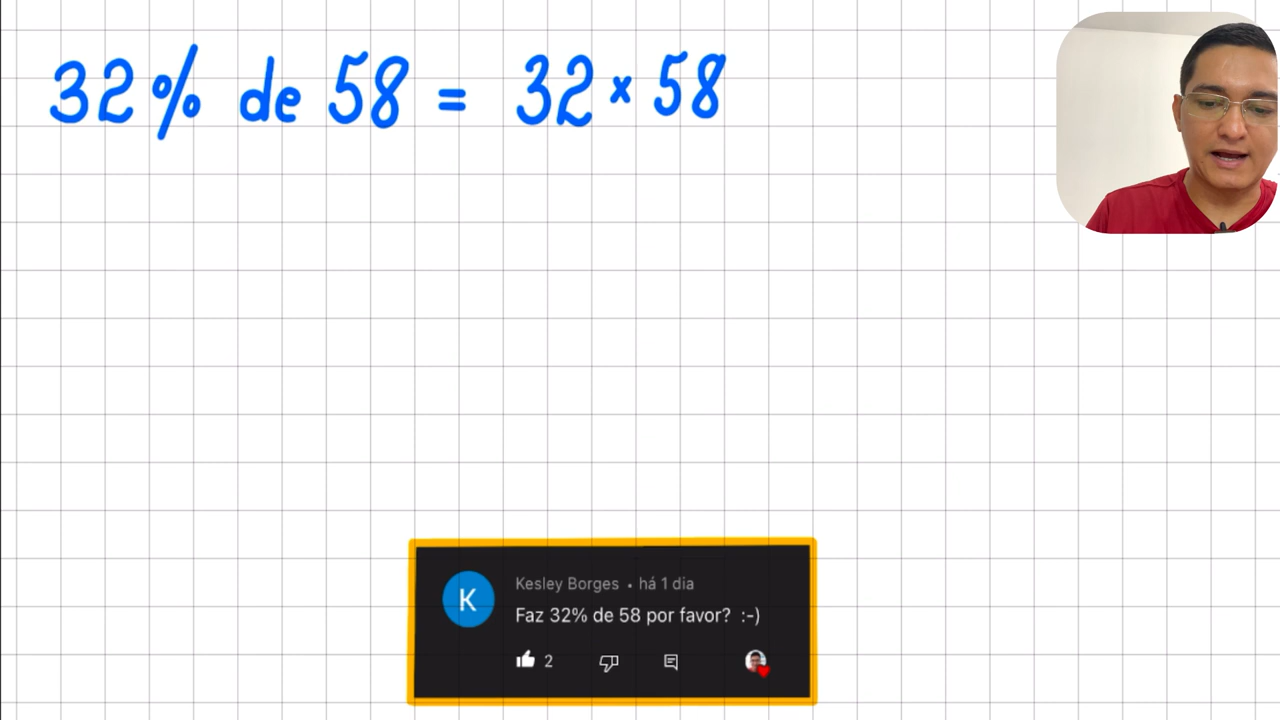 32% de 58 = 32 × 58
K
Kesley Borges • há 1 dia
Faz 32% de 58 por favor? :-)
2